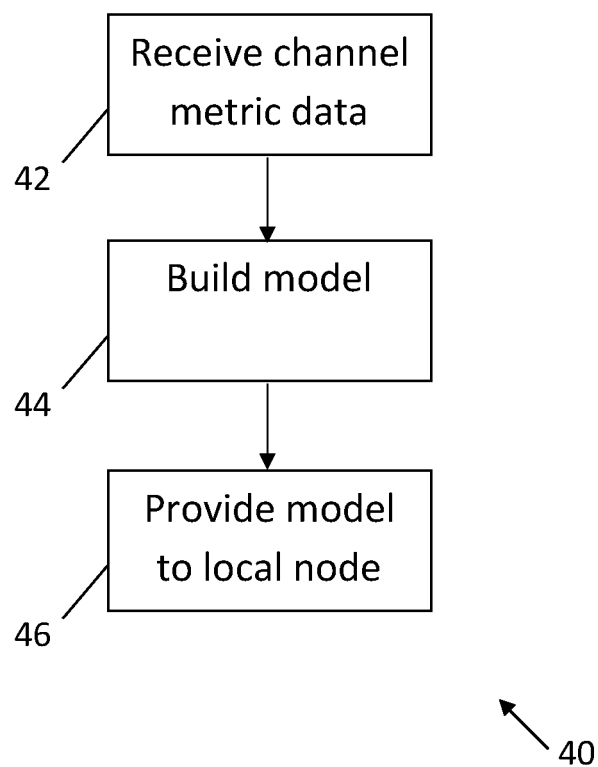 Receive channel
metric data
42
Build model
44
Provide model
to local node
46
40